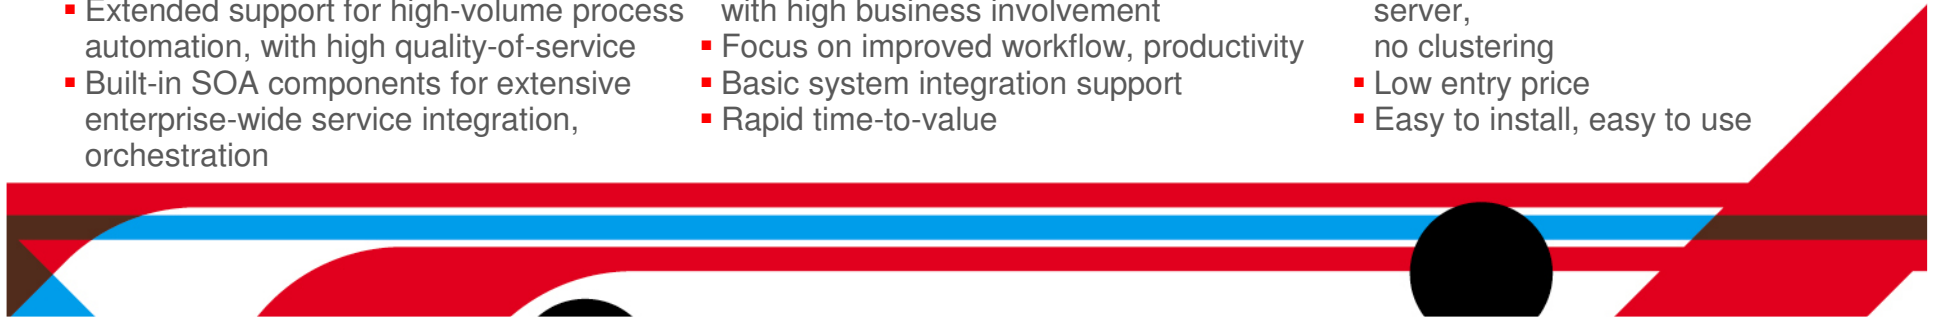 Extended support for high-volume process
automation, with high quality-of-service
Built-in SOA components for extensive
enterprise-wide service integration,
orchestration
with high business involvement
Focus on improved workflow, productivity
Basic system integration support
Rapid time-to-value
server,
no clustering
Low entry price
Easy to install, easy to use